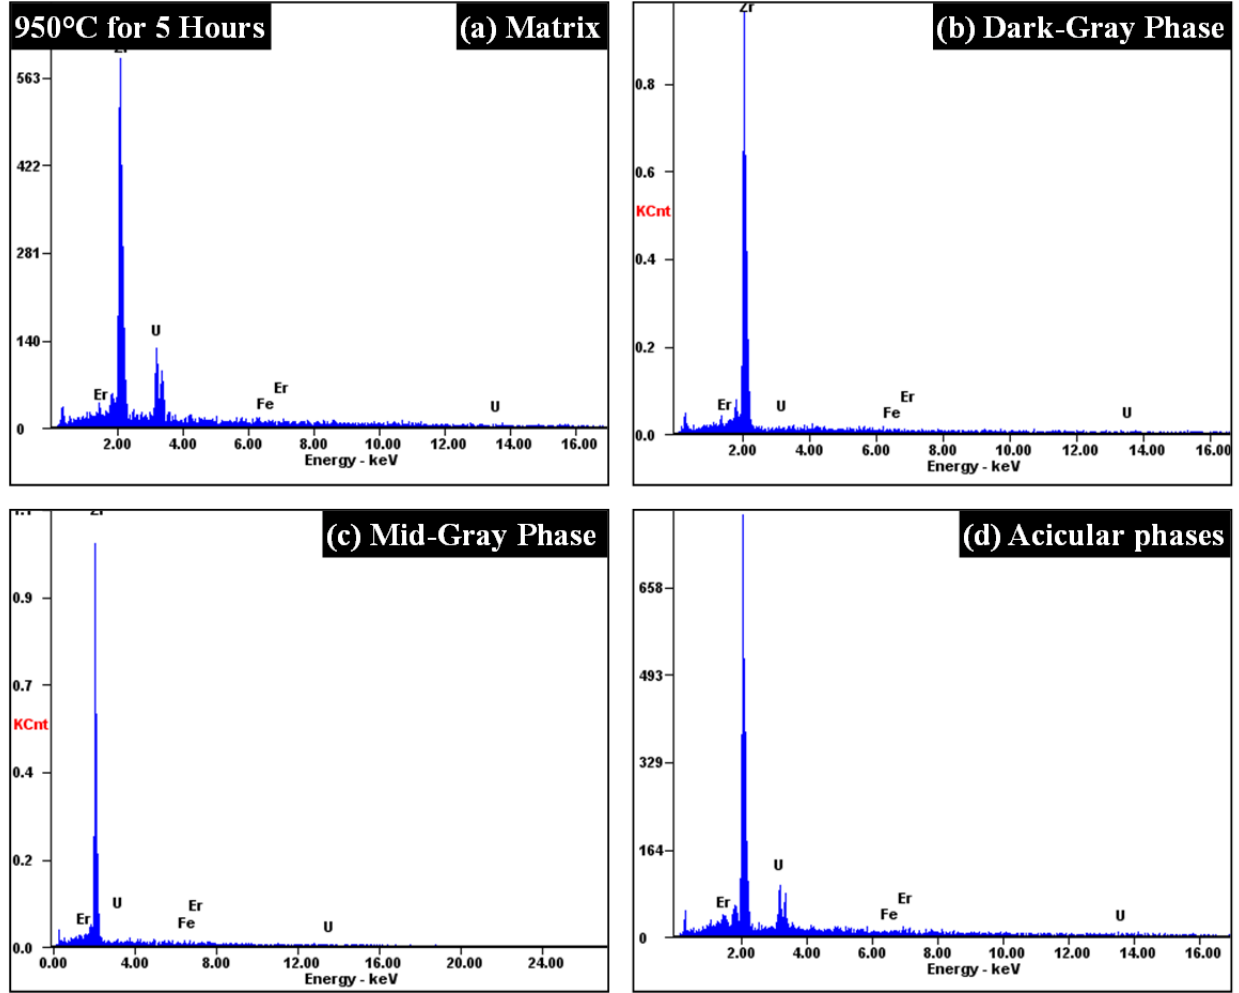 950°C for 5 Hours
(a) Matrix
Zr
563
422
281
140
0
Er
U
Fe
Er
U
2.00 4.00 6.00 8.00 10.00 12.00 14.00 16.00
Energy - keV
(b) Dark-Gray Phase
Zr
0.8
0.6
KCnt
0.4
0.2
0.0
Er
U
Fe
Er
U
2.00 4.00 6.00 8.00 10.00 12.00 14.00 16.00
Energy - keV
(c) Mid-Gray Phase
1.1
Zr
0.9
0.7
KCnt
0.4
0.2
0.0
Er
U
Fe
Er
U
0.00 4.00 8.00 12.00 16.00 20.00 24.00
Energy - keV
(d) Acicular phases
658
493
329
164
0
Er
U
Fe
Er
U
2.00 4.00 6.00 8.00 10.00 12.00 14.00 16.00
Energy - keV